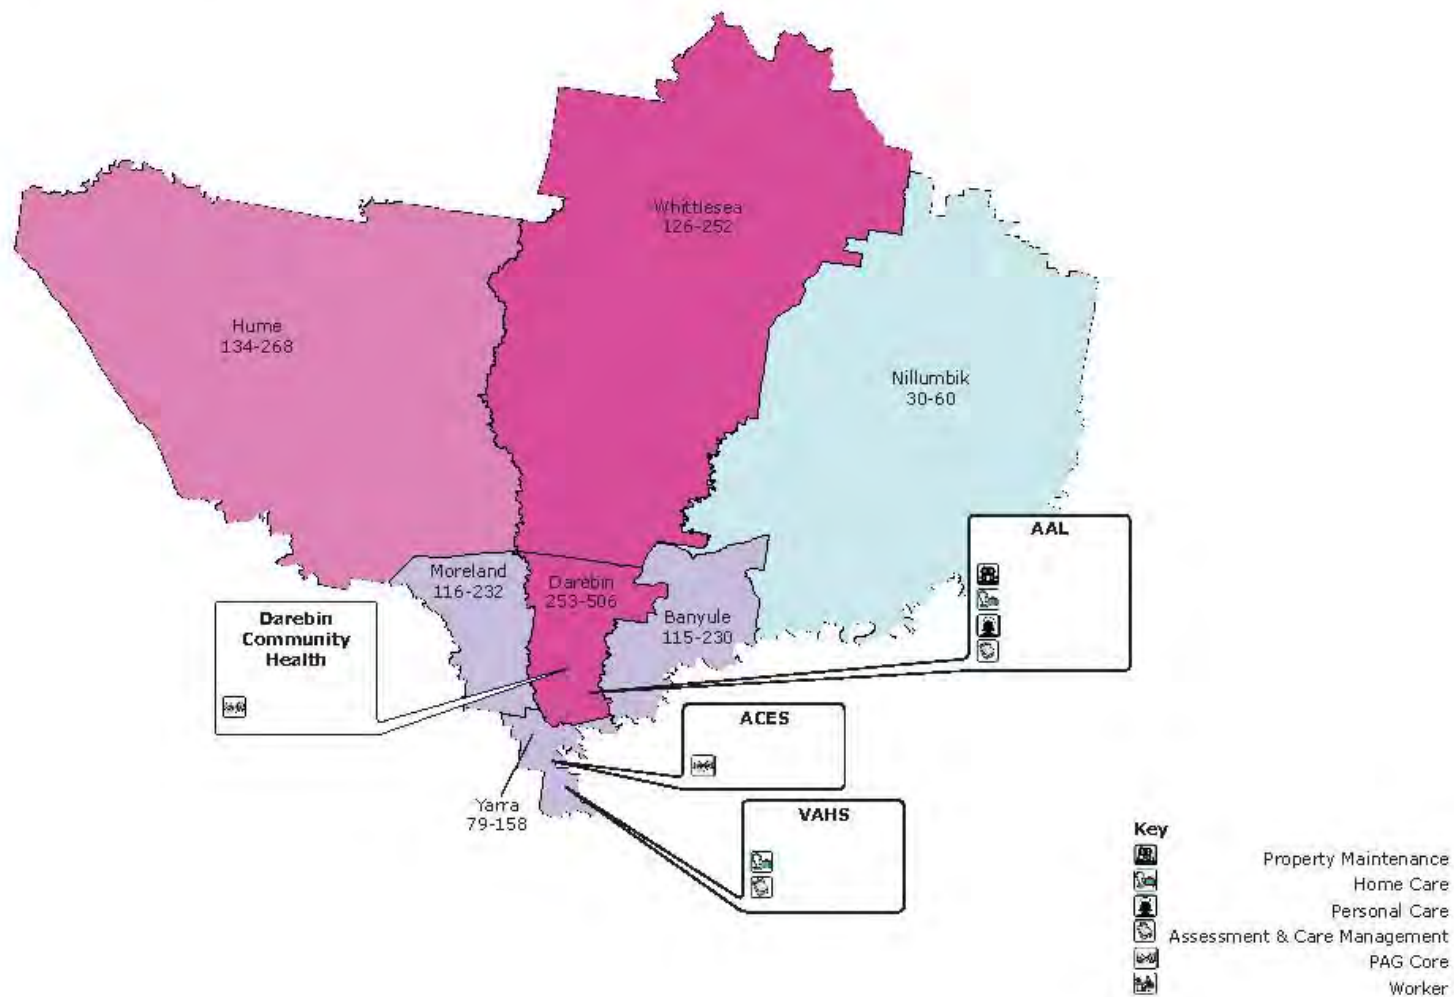 Whittlesea
126-252
Hume
134-268
Nillumbik
30-60
AAL
Moreland
116-232
Darebin
253-506
Banyule
115-230
Darebin
Community
Health
ACES
Yarra
79-158
VAHS
Key
Property Maintenance
Home Care
Personal Care
Assessment & Care Management
PAG Core
Worker